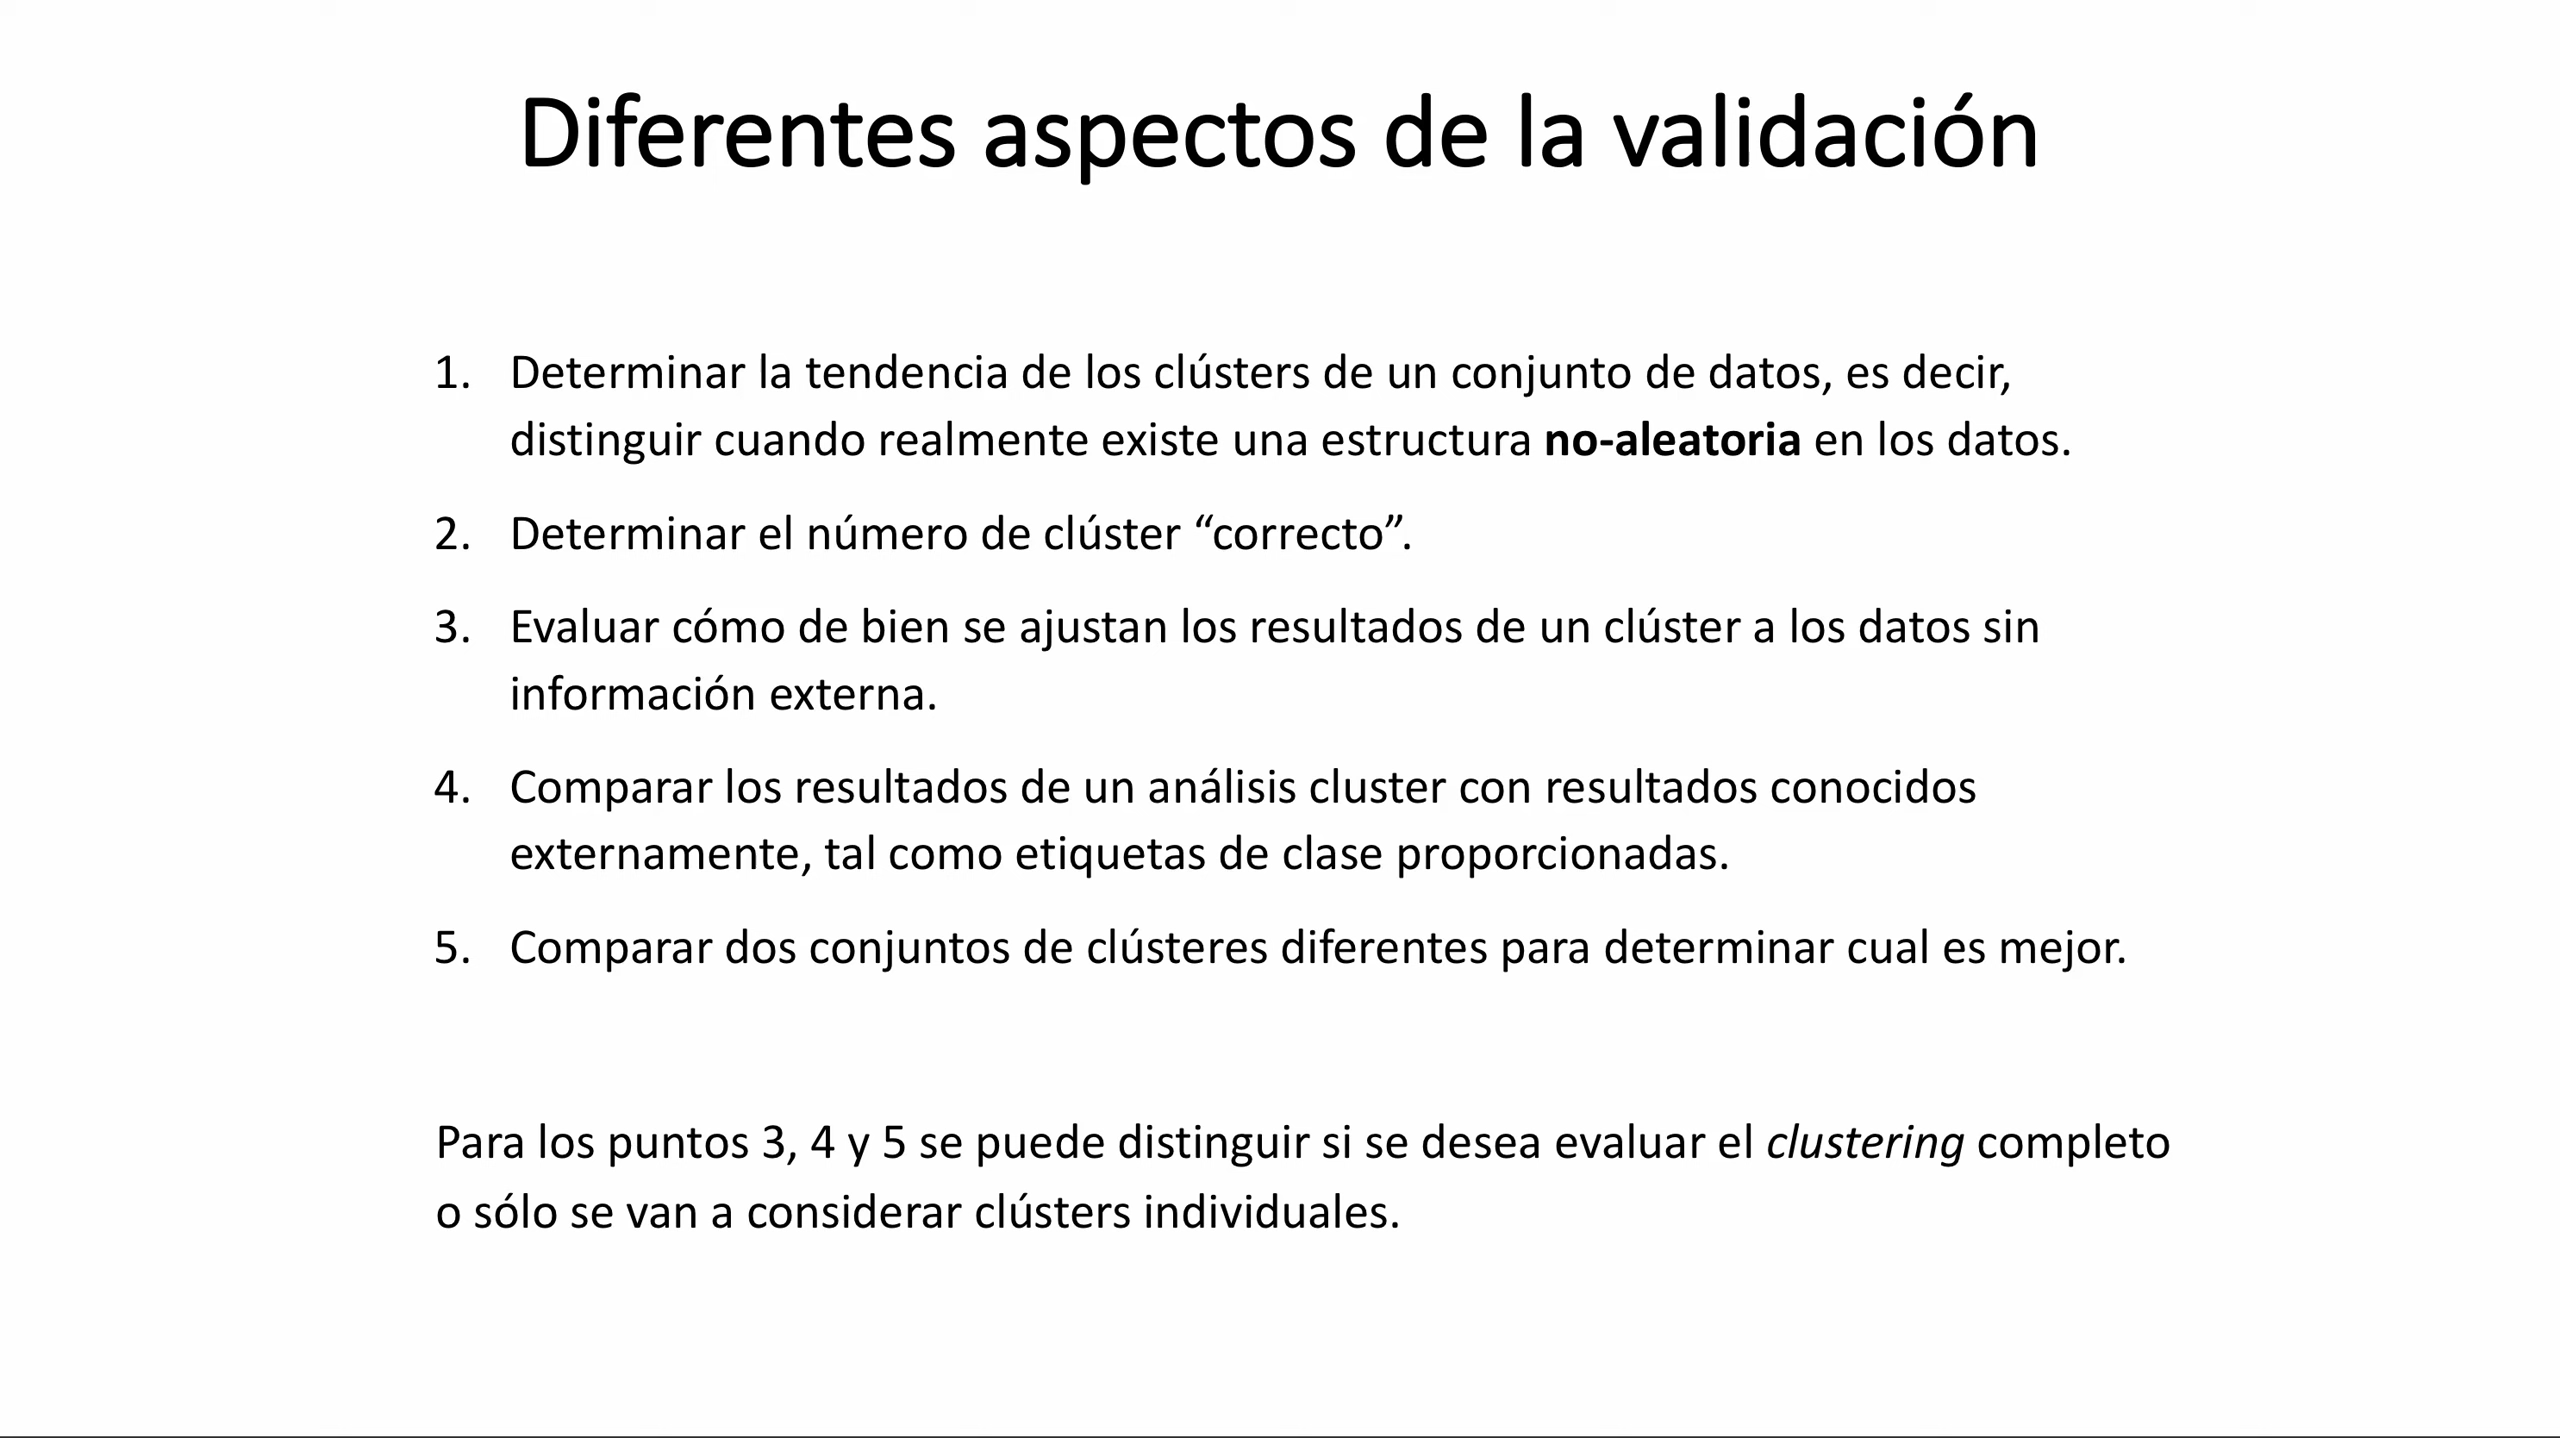 Diferentes aspectos de la validación
1. Determinar la tendencia de los clústers de un conjunto de datos, es decir,
distinguir cuando realmente existe una estructura no-aleatoria en los datos.
2. Determinar el número de clúster “correcto”.
3. Evaluar cómo de bien se ajustan los resultados de un clúster a los datos sin
información externa.
4. Comparar los resultados de un análisis cluster con resultados conocidos
externamente, tal como etiquetas de clase proporcionadas.
5. Comparar dos conjuntos de clústeres diferentes para determinar cual es mejor.
Para los puntos 3, 4 y 5 se puede distinguir si se desea evaluar el clustering completo
o sólo se van a considerar clústers individuales.